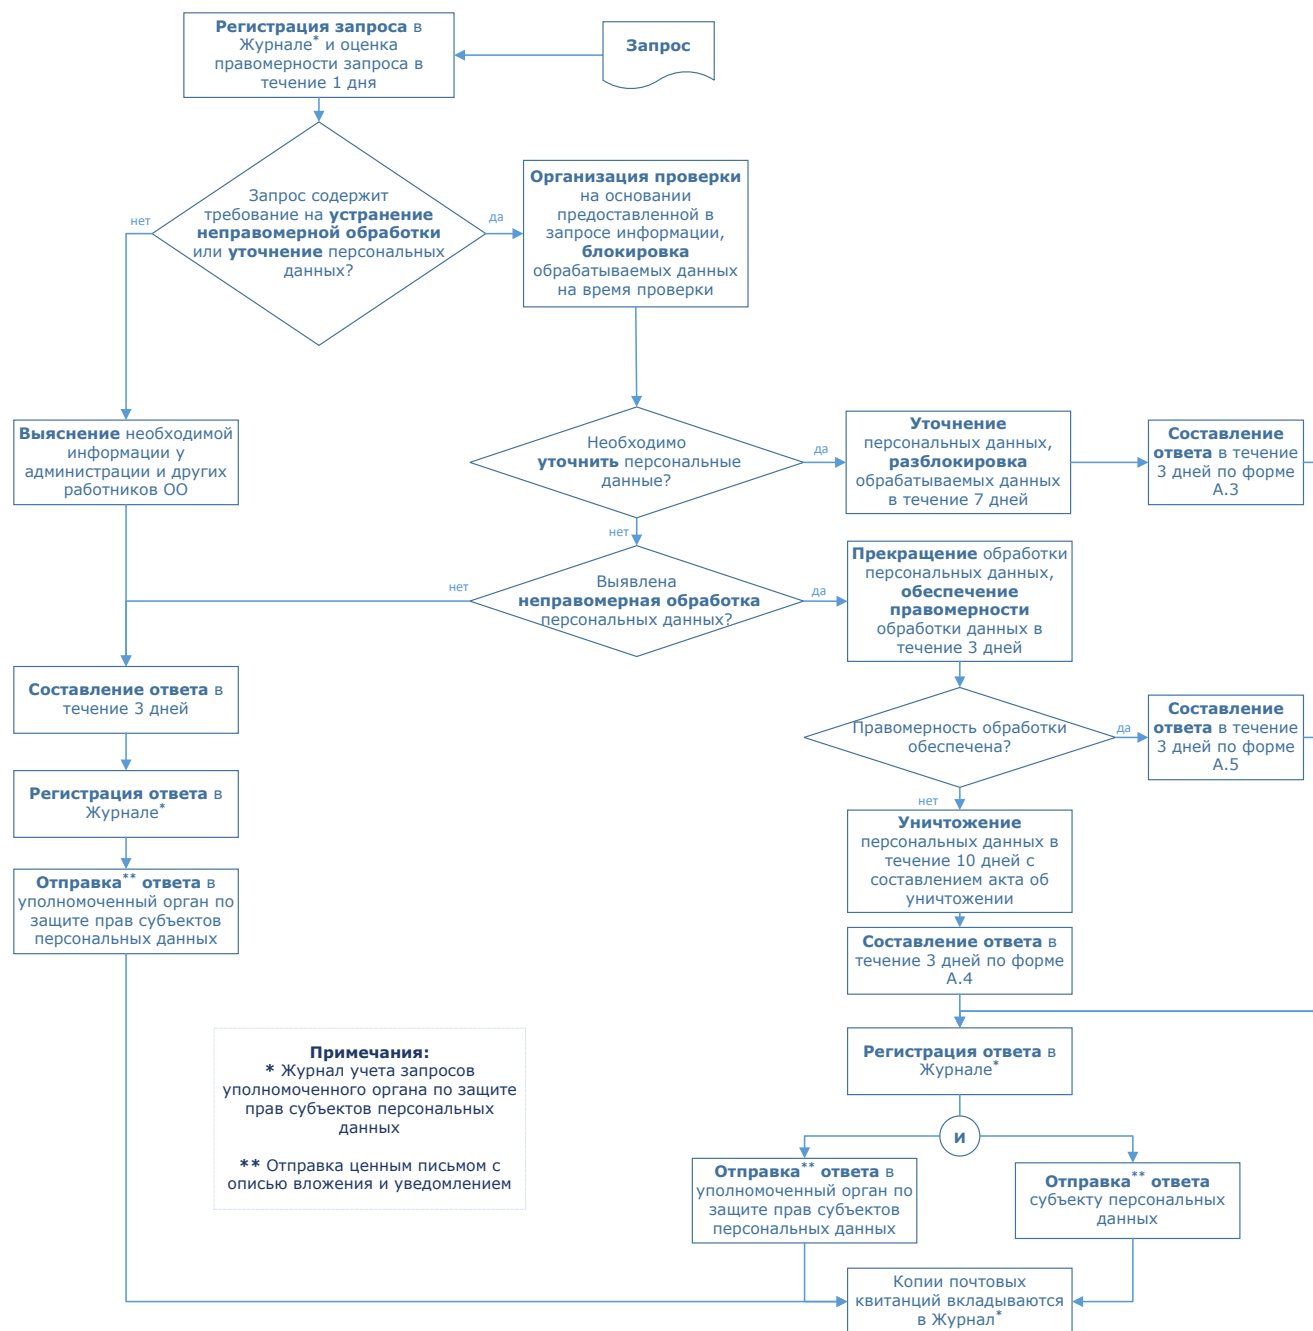 Регистрация запроса в
Журнале* и оценка
правомерности запроса в
течение 1 дня
Запрос
Запрос содержит
требование на устранение
неправомерной обработки
или уточнение персональных
данных?
нет
да
Организация проверки
на основании
предоставленной в
запросе информации,
блокировка
обрабатываемых данных
на время проверки
Выяснение необходимой
информации у
администрации и других
работников ОО
Необходимо
уточнить персональные
данные?
да
нет
Уточнение
персональных данных,
разблокировка
обрабатываемых данных
в течение 7 дней
Составление
ответа в течение
3 дней по форме
А.3
Выявлена
неправомерная обработка
персональных данных?
нет
да
Прекращение обработки
персональных данных,
обеспечение
правомерности
обработки данных в
течение 3 дней
Составление ответа в
течение 3 дней
Правомерность обработки
обеспечена?
да
нет
Составление
ответа в течение
3 дней по форме
А.5
Регистрация ответа в
Журнале*
Уничтожение
персональных данных в
течение 10 дней с
составлением акта об
уничтожении
Отправка** ответа в
уполномоченный орган по
защите прав субъектов
персональных данных
Составление ответа в
течение 3 дней по форме
А.4
Примечания:
* Журнал учета запросов
уполномоченного органа по защите
прав субъектов персональных
данных
** Отправка ценным письмом с
описью вложения и уведомлением
Регистрация ответа в
Журнале*
И
Отправка** ответа в
уполномоченный орган по
защите прав субъектов
персональных данных
Отправка** ответа
субъекту персональных
данных
Копии почтовых
квитанций вкладываются
в Журнал*